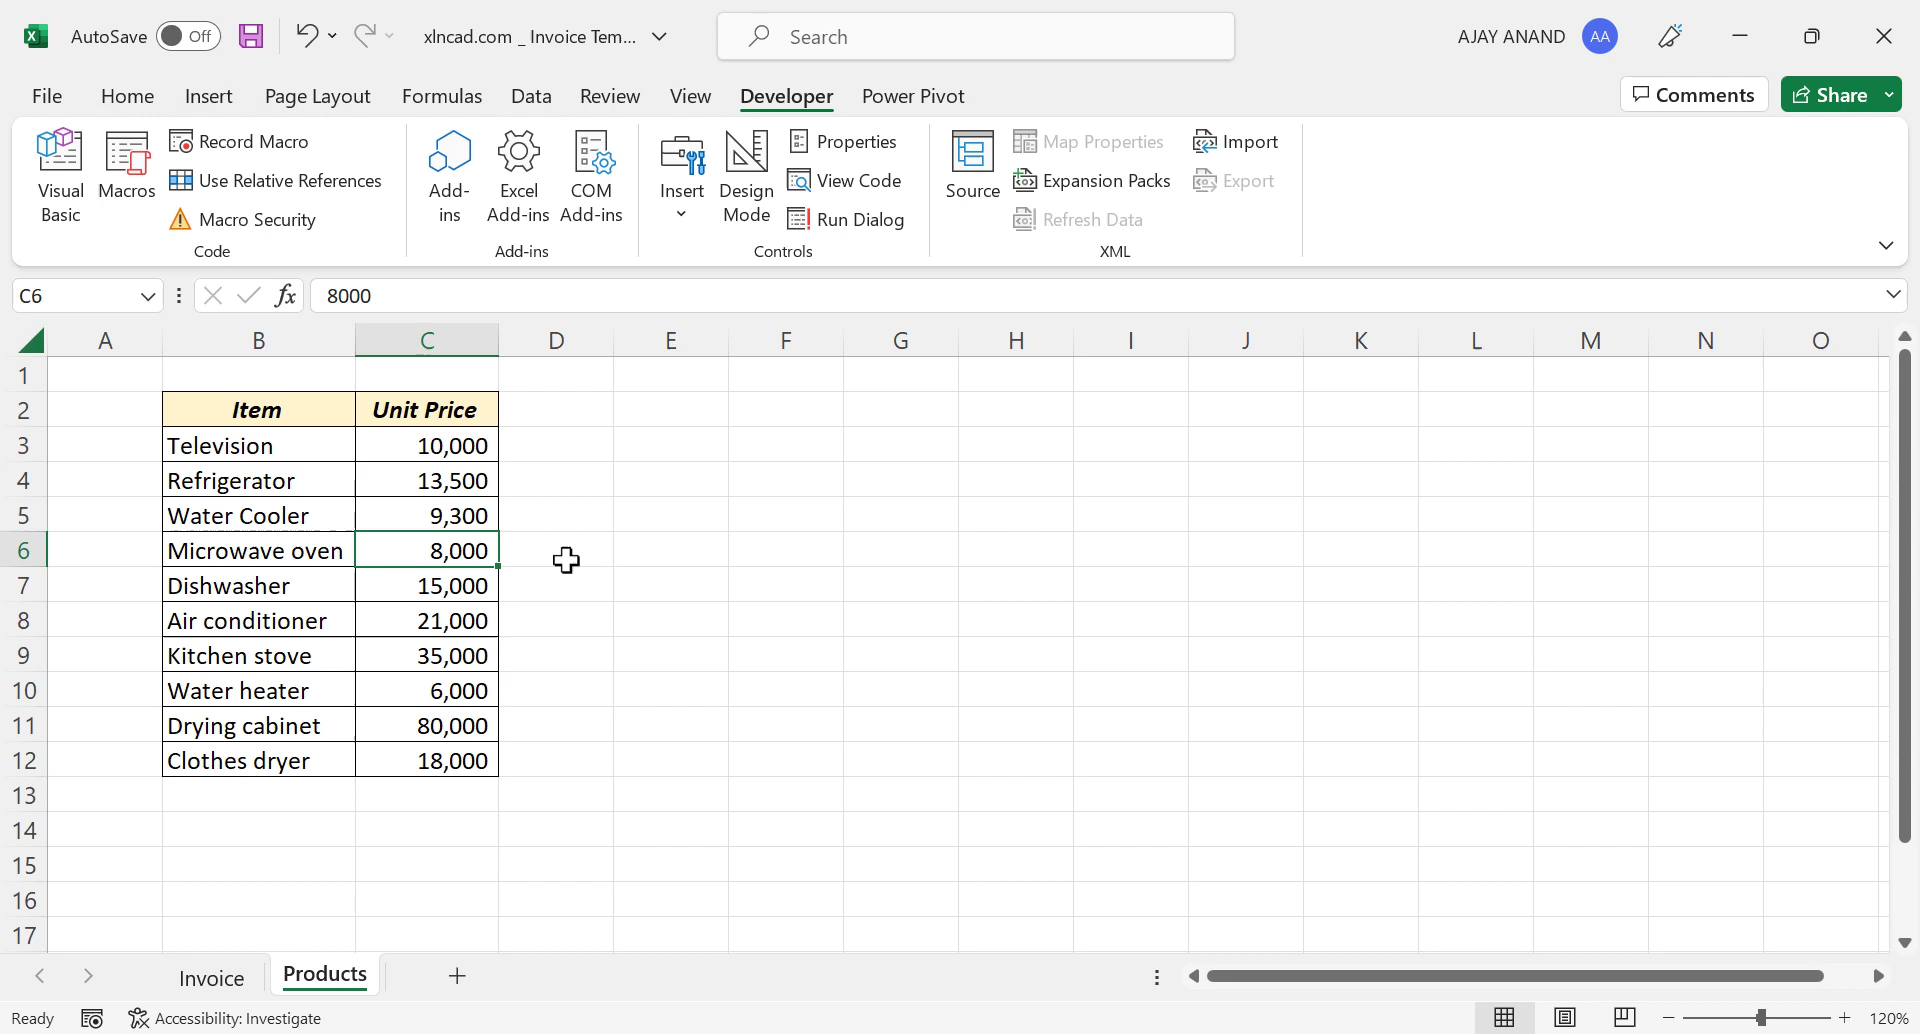 AutoSave Off xlncad.com _ Invoice Tem... Search AJAY ANAND AA
File Home Insert Page Layout Formulas Data Review View Developer Power Pivot Comments Share
Visual Basic
Macros
Record Macro
Use Relative References
Macro Security
Code
Add-ins
Excel Add-ins
COM Add-ins
Add-ins
Insert
Design Mode
Properties
View Code
Run Dialog
Controls
Source
Map Properties
Expansion Packs
Refresh Data
Import
Export
XML
C6 fx 8000
A B C D E F G H I J K L M N O
1
2 Item Unit Price
3 Television 10,000
4 Refrigerator 13,500
5 Water Cooler 9,300
6 Microwave oven 8,000
7 Dishwasher 15,000
8 Air conditioner 21,000
9 Kitchen stove 35,000
10 Water heater 6,000
11 Drying cabinet 80,000
12 Clothes dryer 18,000
13
14
15
16
17
Invoice Products
Ready Accessibility: Investigate 120%